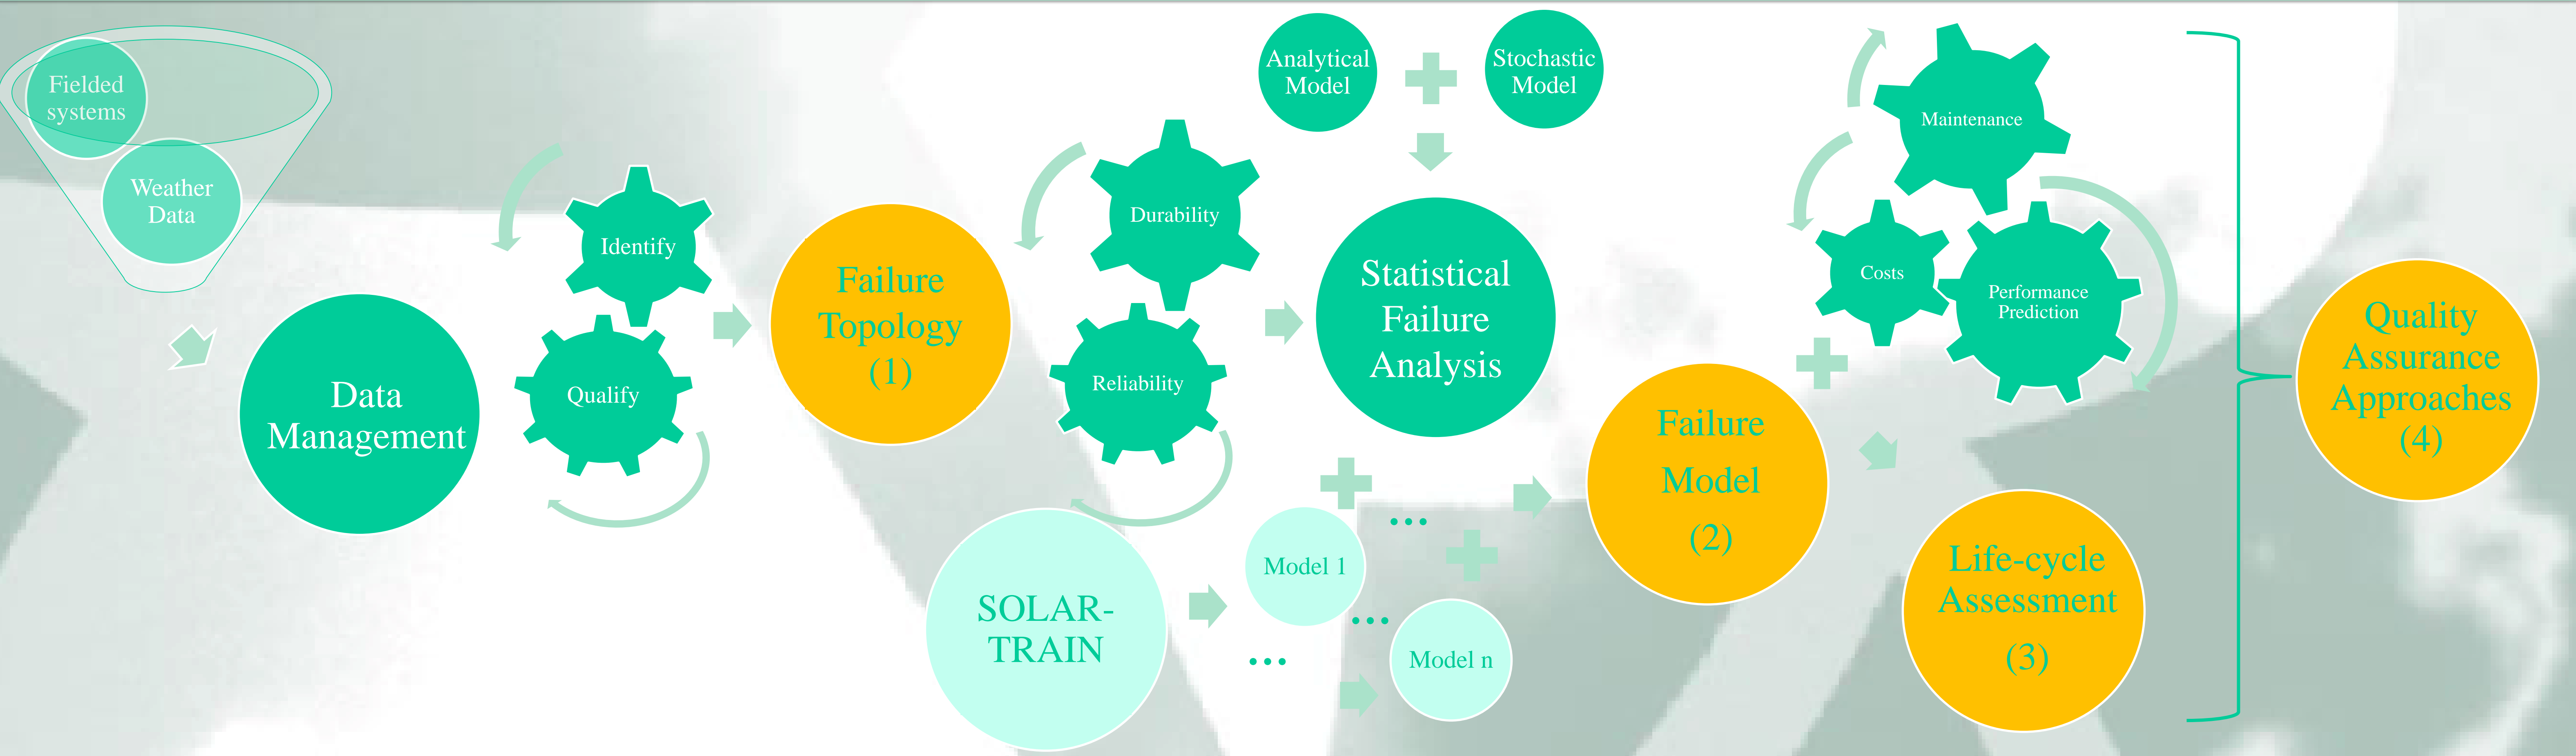 Fielded
systems
Weather
Data
Data
Management
Identify
Qualify
Failure
Topology
(1)
Durability
Reliability
Analytical
Model
Stochastic
Model
Statistical
Failure
Analysis
SOLAR-
TRAIN
Model 1
...
...
...
Model n
Failure
Model
(2)
Maintenance
Costs
Performance
Prediction
Life-cycle
Assessment
(3)
Quality
Assurance
Approaches
(4)